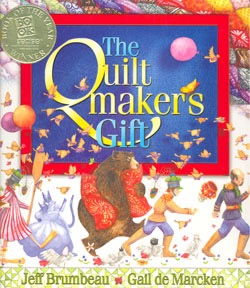 The
Quilt
maker's
Gift
Jeff Brumbeau Gail de Marcken